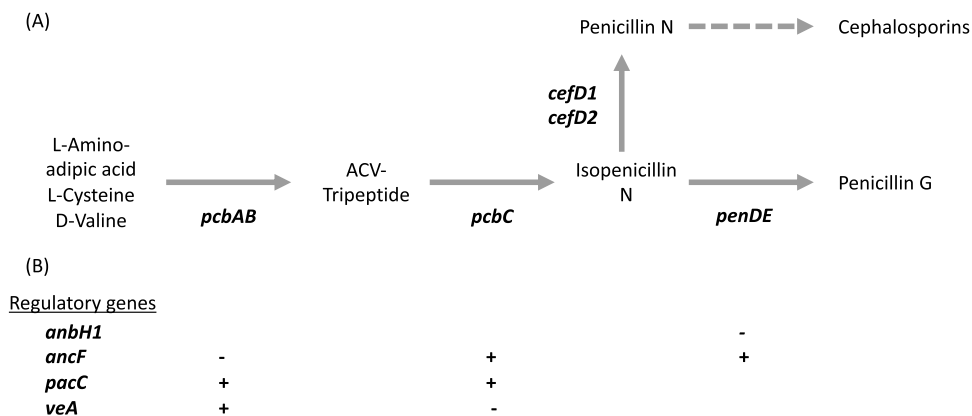 (A)
Penicillin N
Cephalosporins
cefD1
cefD2
L-Amino-
adipic acid
L-Cysteine
D-Valine
pcbAB
ACV-
Tripeptide
pcbC
Isopenicillin
N
penDE
Penicillin G
(B)
Regulatory genes
anbH1 -
ancF - + +
pacC + +
veA + -